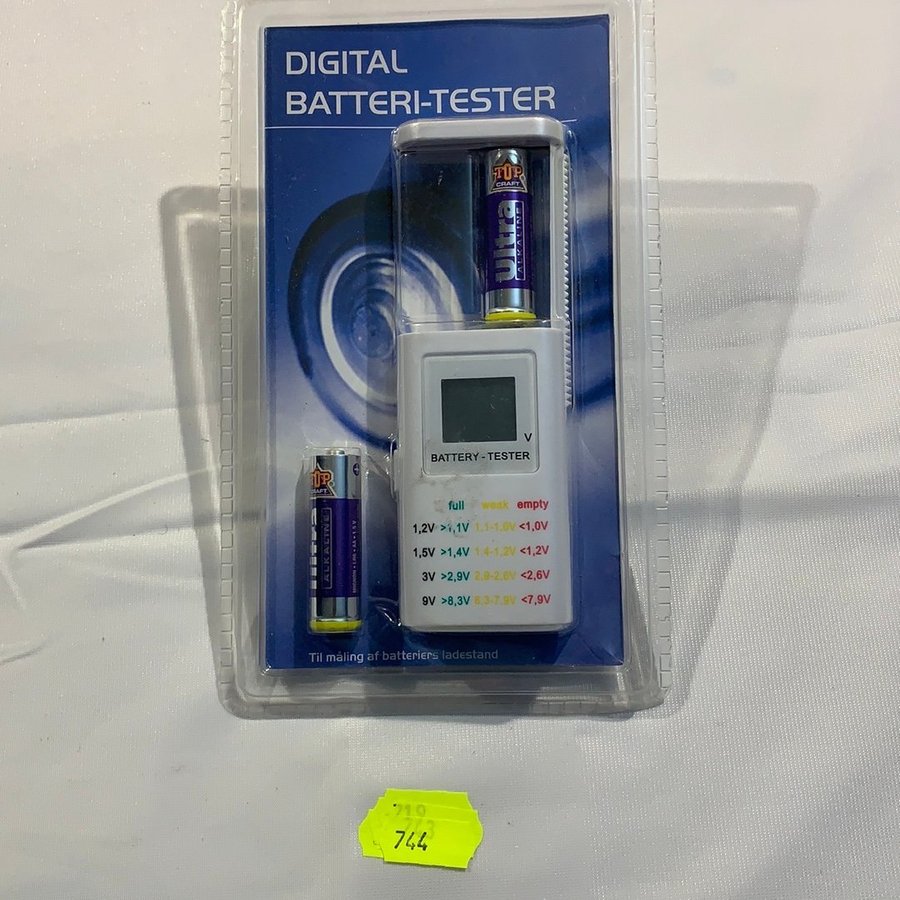 DIGITAL
BATTERI-TESTER
TOP
CRAFT
Ultra
ALKALINE
V
BATTERY - TESTER
full weak empty
1,2V >1,1V 1,1-1,0V <1,0V
1,5V >1,4V 1,4-1,2V <1,2V
3V >2,9V 2,9-2,6V <2,6V
9V >8,3V 8,3-7,9V <7,9V
TOP
CRAFT
Ultra
ALKALINE
Til måling af batteriers ladestand
719
743
744